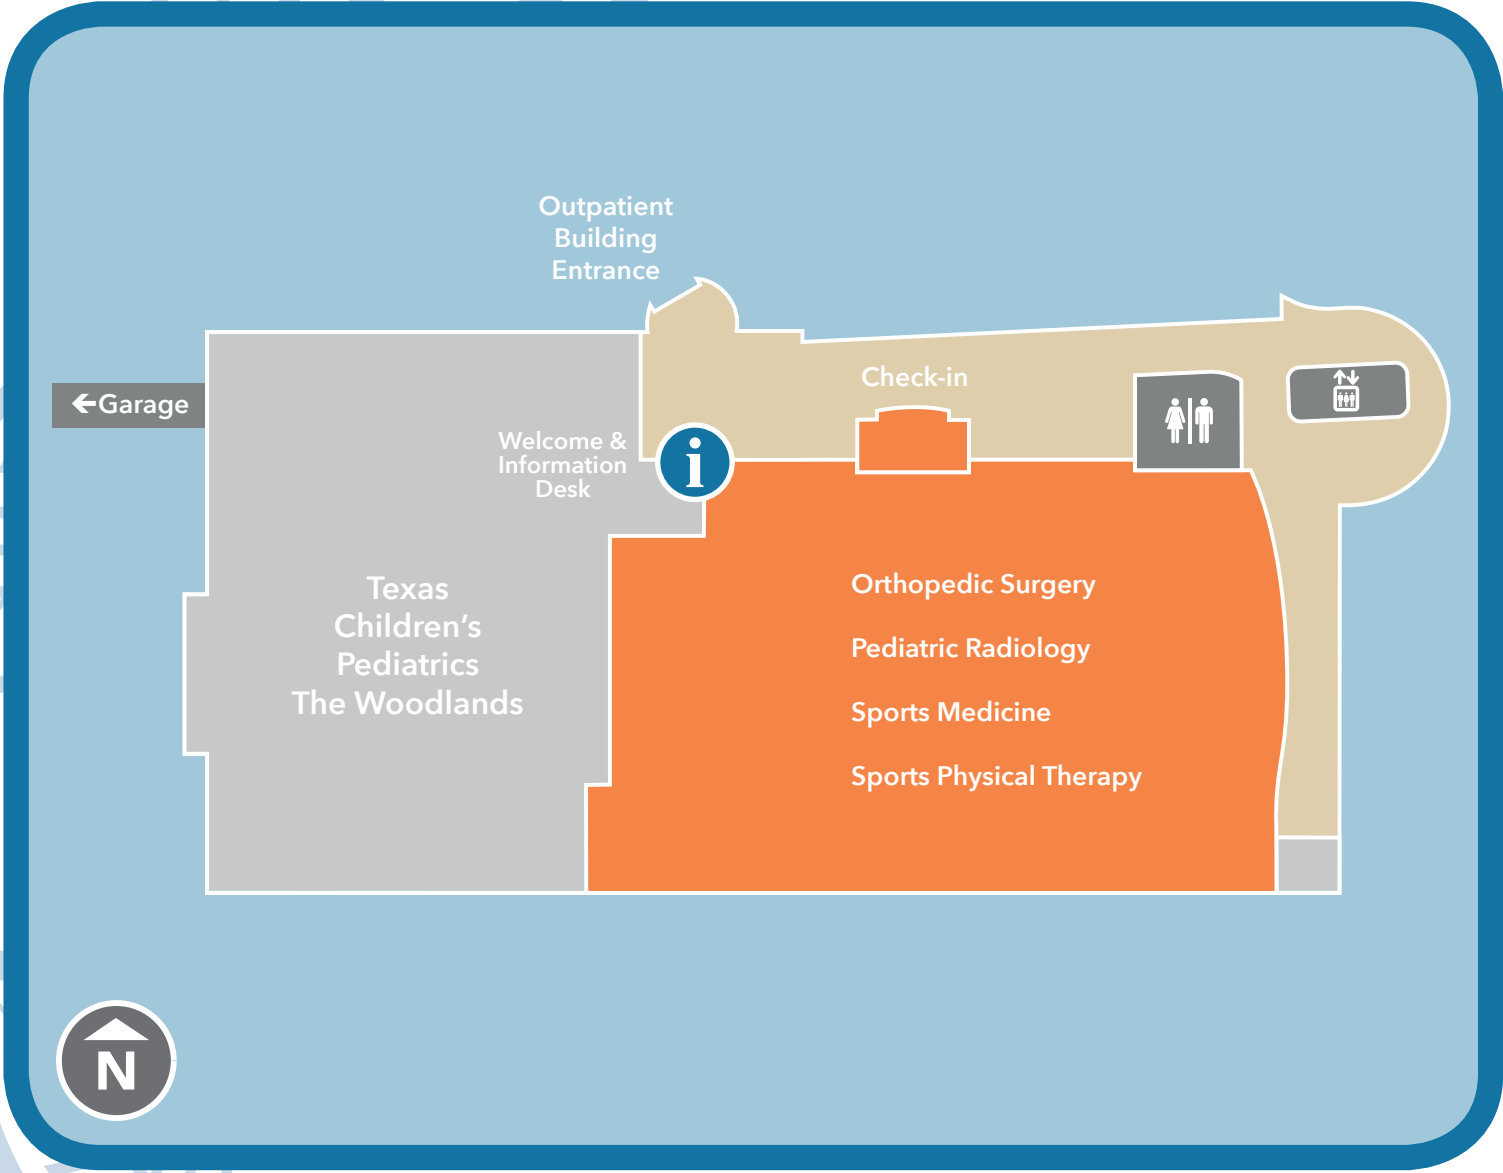 Outpatient
Building
Entrance
Check-in
←Garage
Welcome &
Information
Desk
i
Texas
Children’s
Pediatrics
The Woodlands
Orthopedic Surgery
Pediatric Radiology
Sports Medicine
Sports Physical Therapy
N